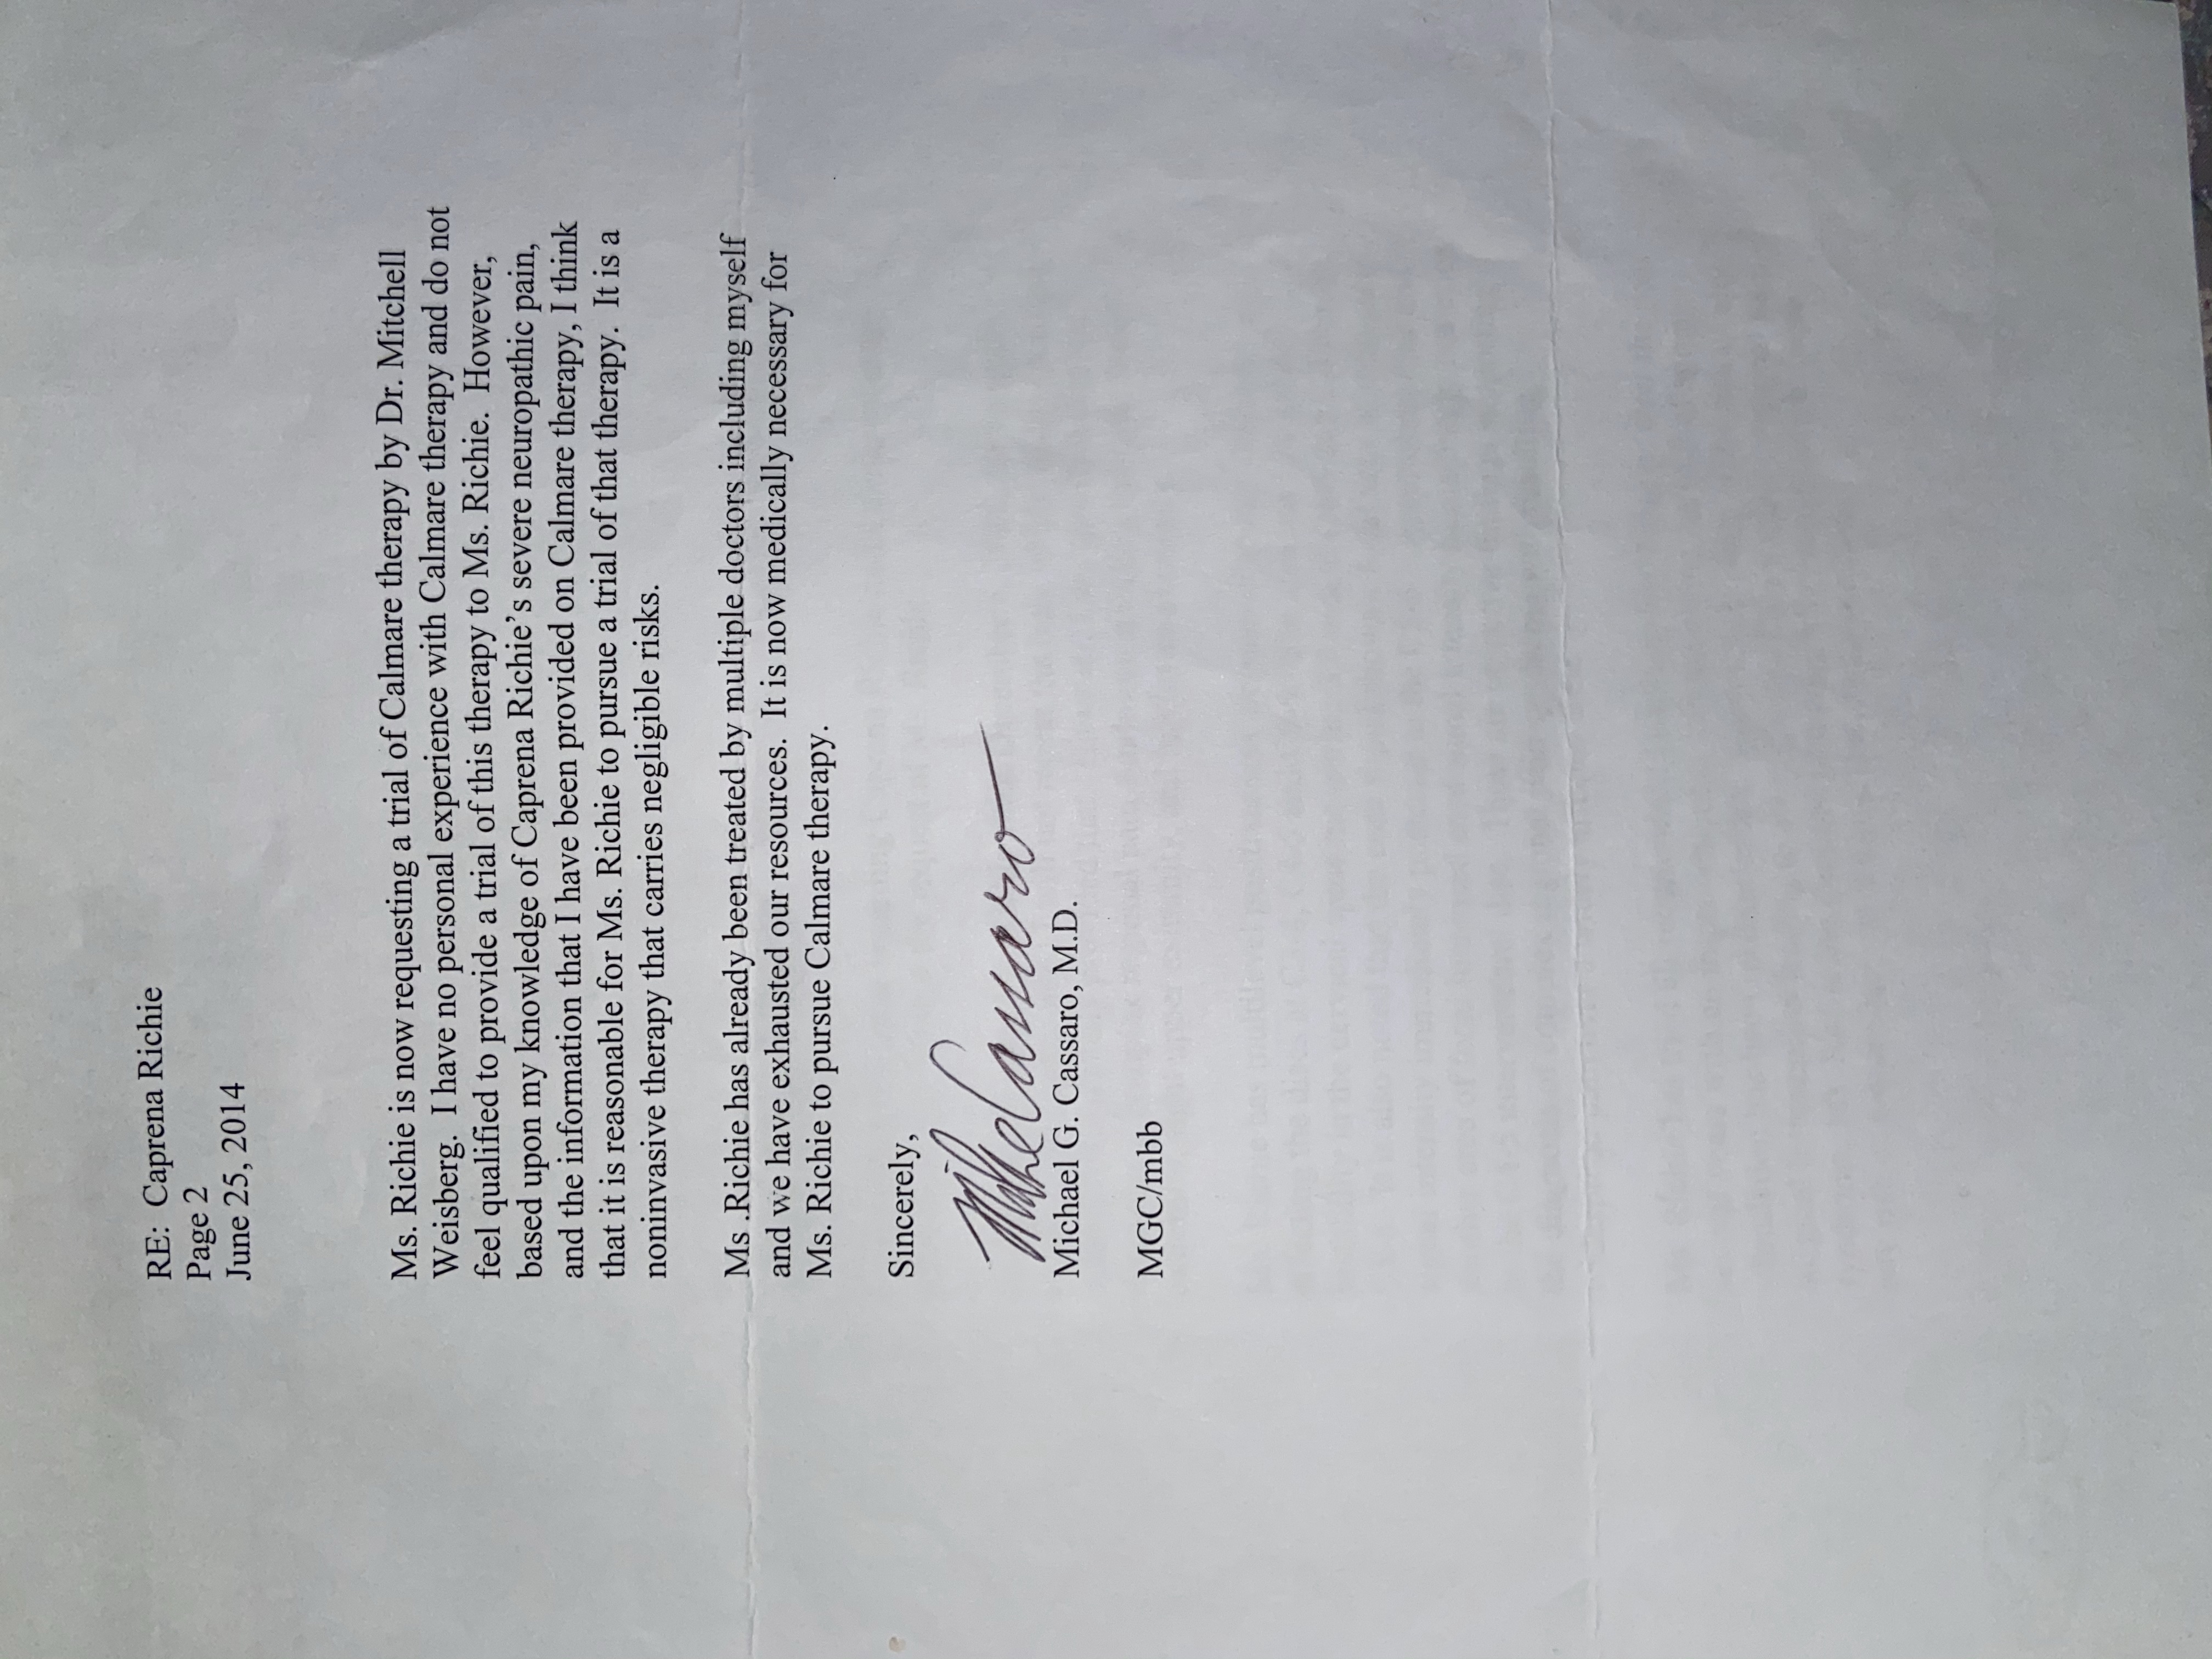 RE: Caprena Richie
Page 2
June 25, 2014
Ms. Richie is now requesting a trial of Calmare therapy by Dr. Mitchell
Weisberg. I have no personal experience with Calmare therapy and do not
feel qualified to provide a trial of this therapy to Ms. Richie. However,
based upon my knowledge of Caprena Richie’s severe neuropathic pain,
and the information that I have been provided on Calmare therapy, I think
that it is reasonable for Ms. Richie to pursue a trial of that therapy. It is a
noninvasive therapy that carries negligible risks.
Ms .Richie has already been treated by multiple doctors including myself
and we have exhausted our resources. It is now medically necessary for
Ms. Richie to pursue Calmare therapy.
Sincerely,
Mike Cassaro
Michael G. Cassaro, M.D.
MGC/mbb